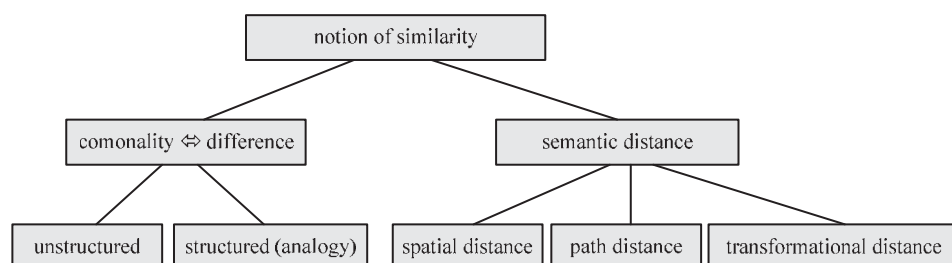 notion of similarity
comonality ⇔ difference
semantic distance
unstructured
structured (analogy)
spatial distance
path distance
transformational distance